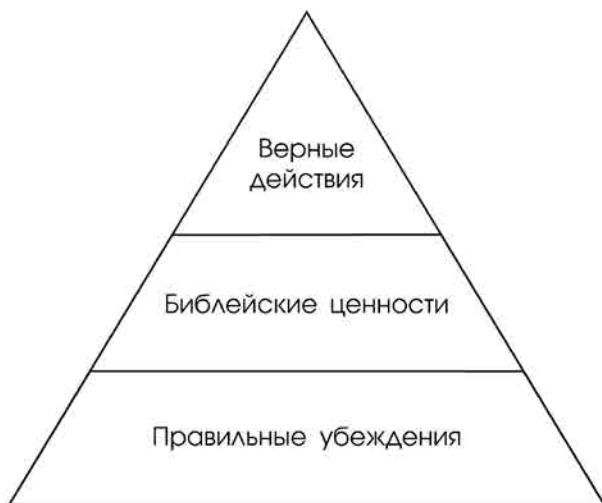 Верные
действия
Библейские ценности
Правильные убеждения